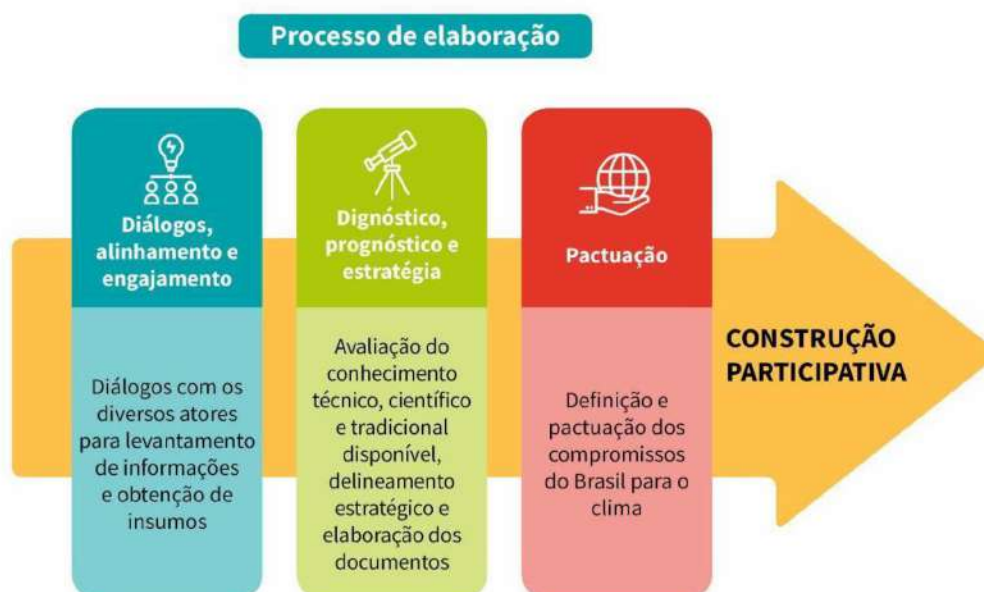 Processo de elaboração
Diálogos,
alinhamento e
engajamento
Diálogos com os
diversos atores
para levantamento
de informações
e obtenção de
insumos
Dignóstico,
prognóstico e
estratégia
Avaliação do
conhecimento
técnico, científico
e tradicional
disponível,
delineamento
estratégico e
elaboração dos
documentos
Pactuação
Definição e
pactuação dos
compromissos
do Brasil para o
clima
CONSTRUÇÃO
PARTICIPATIVA